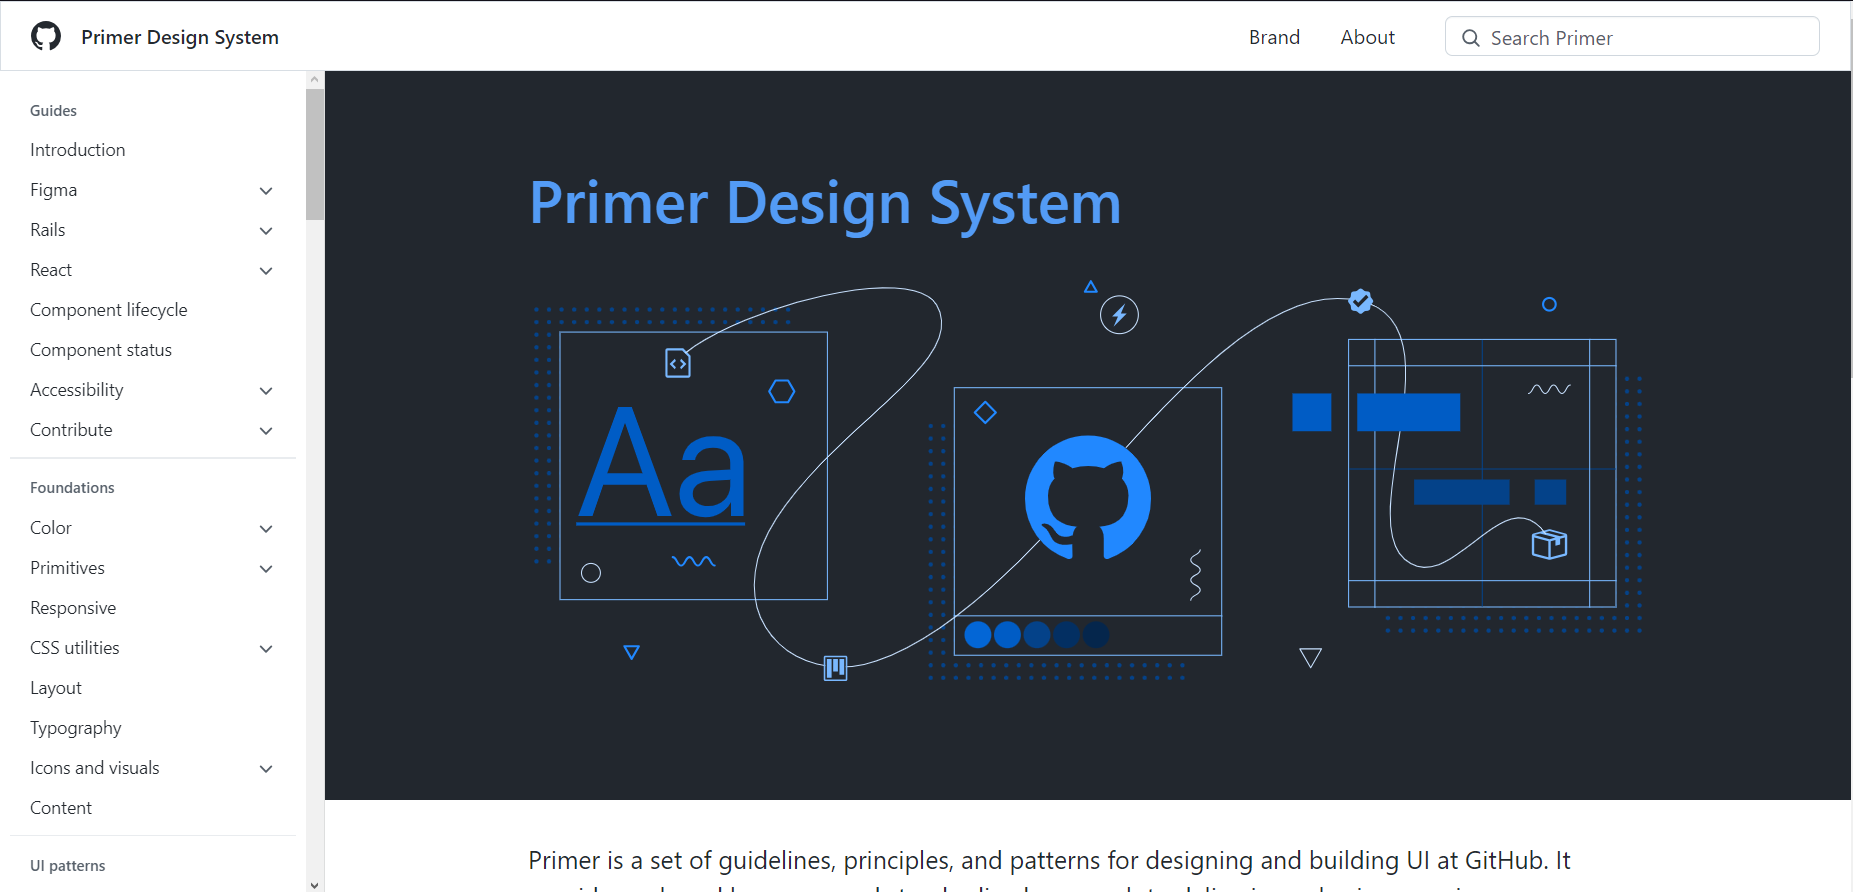 Primer Design System
Brand
About
Search Primer
Guides
Introduction
Figma
Rails
React
Component lifecycle
Component status
Accessibility
Contribute
Foundations
Color
Primitives
Responsive
CSS utilities
Layout
Typography
Icons and visuals
Content
UI patterns
Primer Design System
Aa
Primer is a set of guidelines, principles, and patterns for designing and building UI at GitHub. It